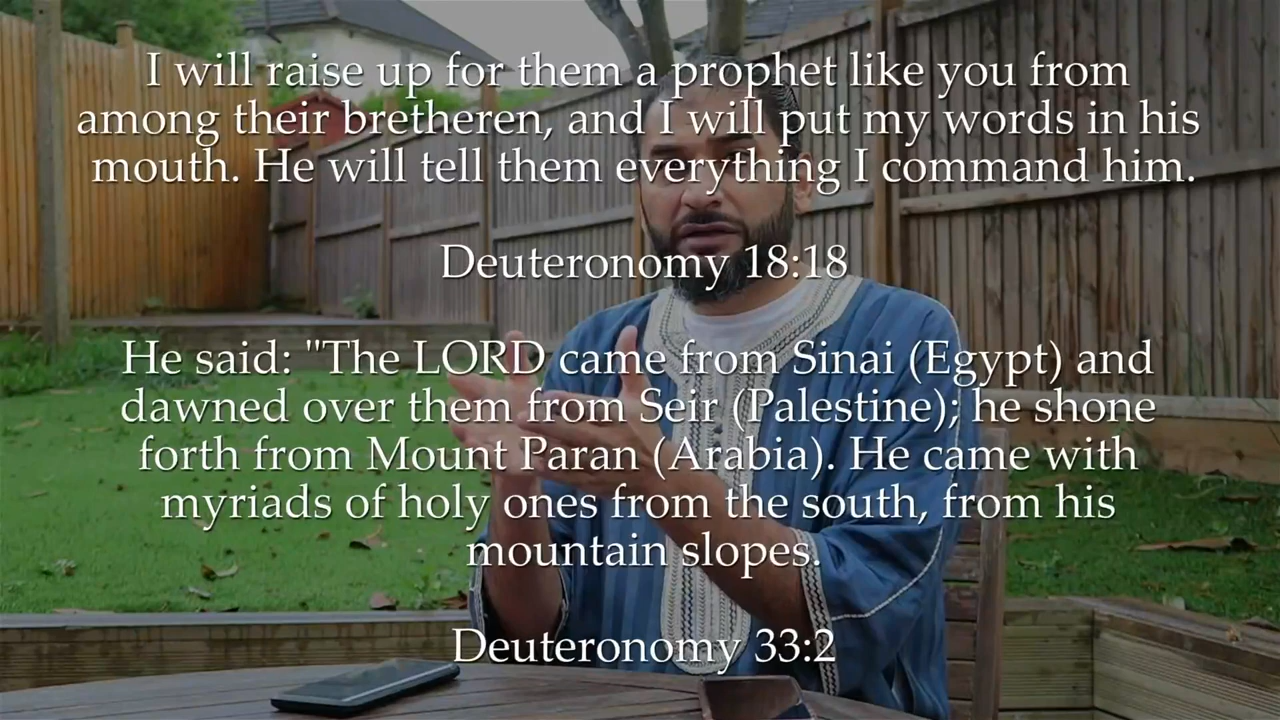 I will raise up for them a prophet like you from
among their bretheren, and I will put my words in his
mouth. He will tell them everything I command him.
Deuteronomy 18:18
He said: "The LORD came from Sinai (Egypt) and
dawned over them from Seir (Palestine); he shone
forth from Mount Paran (Arabia). He came with
myriads of holy ones from the south, from his
mountain slopes.
Deuteronomy 33:2